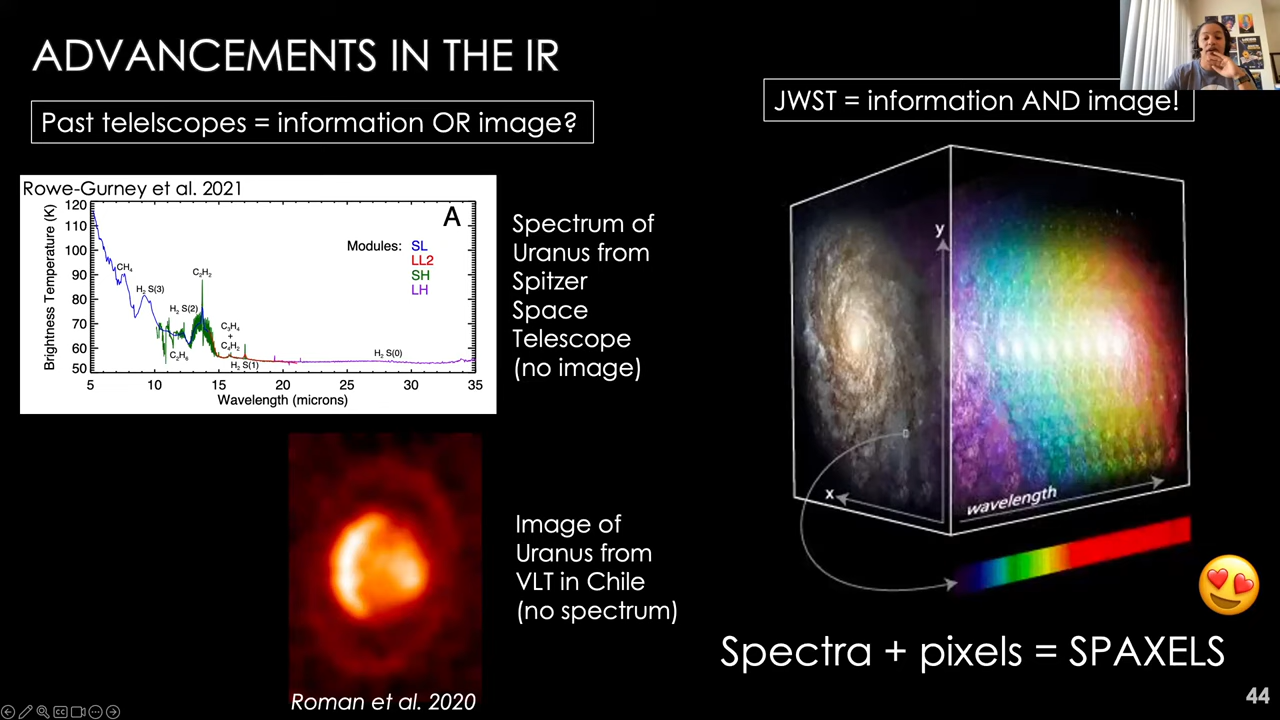 ADVANCEMENTS IN THE IR
Past telelscopes = information OR image?
JWST = information AND image!
Rowe-Gurney et al. 2021
A
Brightness Temperature (K)
120
110
100
90
80
70
60
50
Modules: SL
LL2
SH
LH
CH₄
H₂ S(3)
H₂ S(2)
C₂H₂
C₂H₆
C₃H₄
+
C₄H₂
H₂ S(1)
H₂ S(0)
5 10 15 20 25 30 35
Wavelength (microns)
Spectrum of
Uranus from
Spitzer
Space
Telescope
(no image)
Image of
Uranus from
VLT in Chile
(no spectrum)
Roman et al. 2020
y
x
wavelength
Spectra + pixels = SPAXELS
44
CC